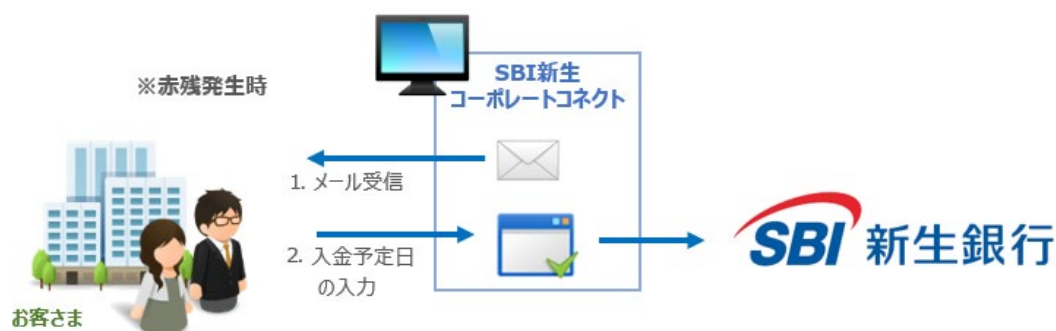 ※赤残発生時
SBI新生
コーポレートコネクト
1. メール受信
2. 入金予定日
の入力
お客さま
SBI 新生銀行